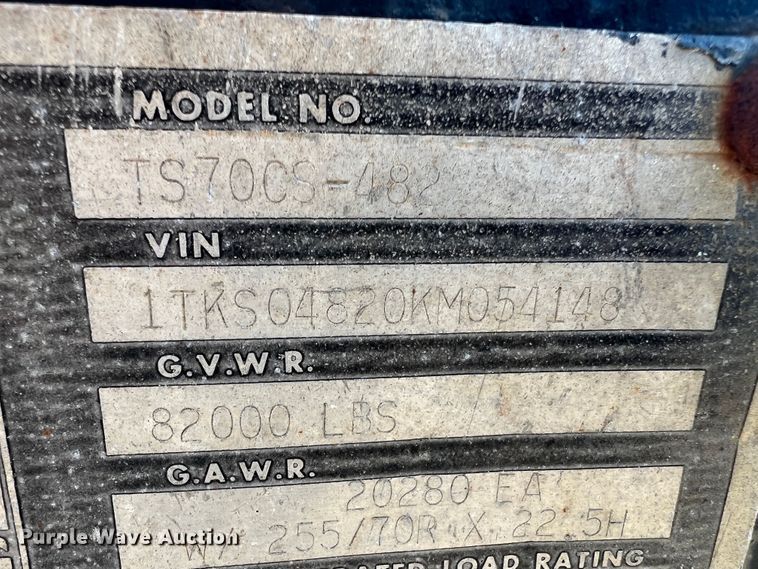 MODEL NO.
TS70CS-482
VIN
1TKS04820KM054148
G.V.W.R.
82000 LBS
G.A.W.R.
20280 EA
W/ 255/70R X 22.5H
RATED LOAD RATING
Purple Wave Auction